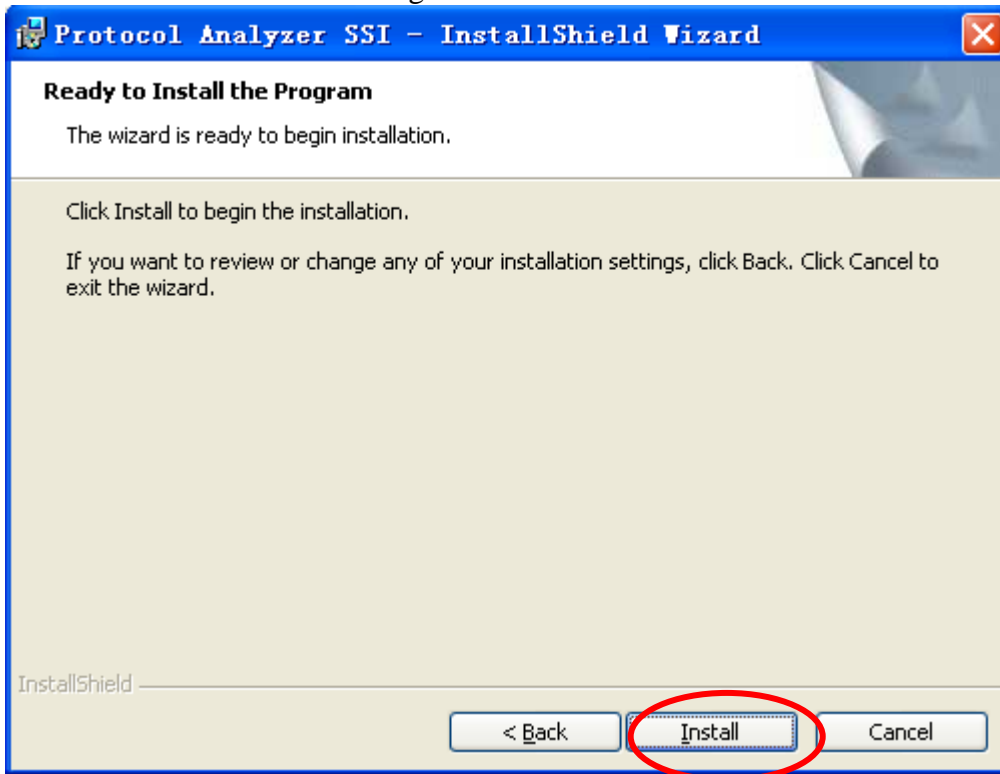 Protocol Analyzer SSI - InstallShield Wizard
Ready to Install the Program
The wizard is ready to begin installation.
Click Install to begin the installation.
If you want to review or change any of your installation settings, click Back. Click Cancel to
exit the wizard.
InstallShield
< Back Install Cancel